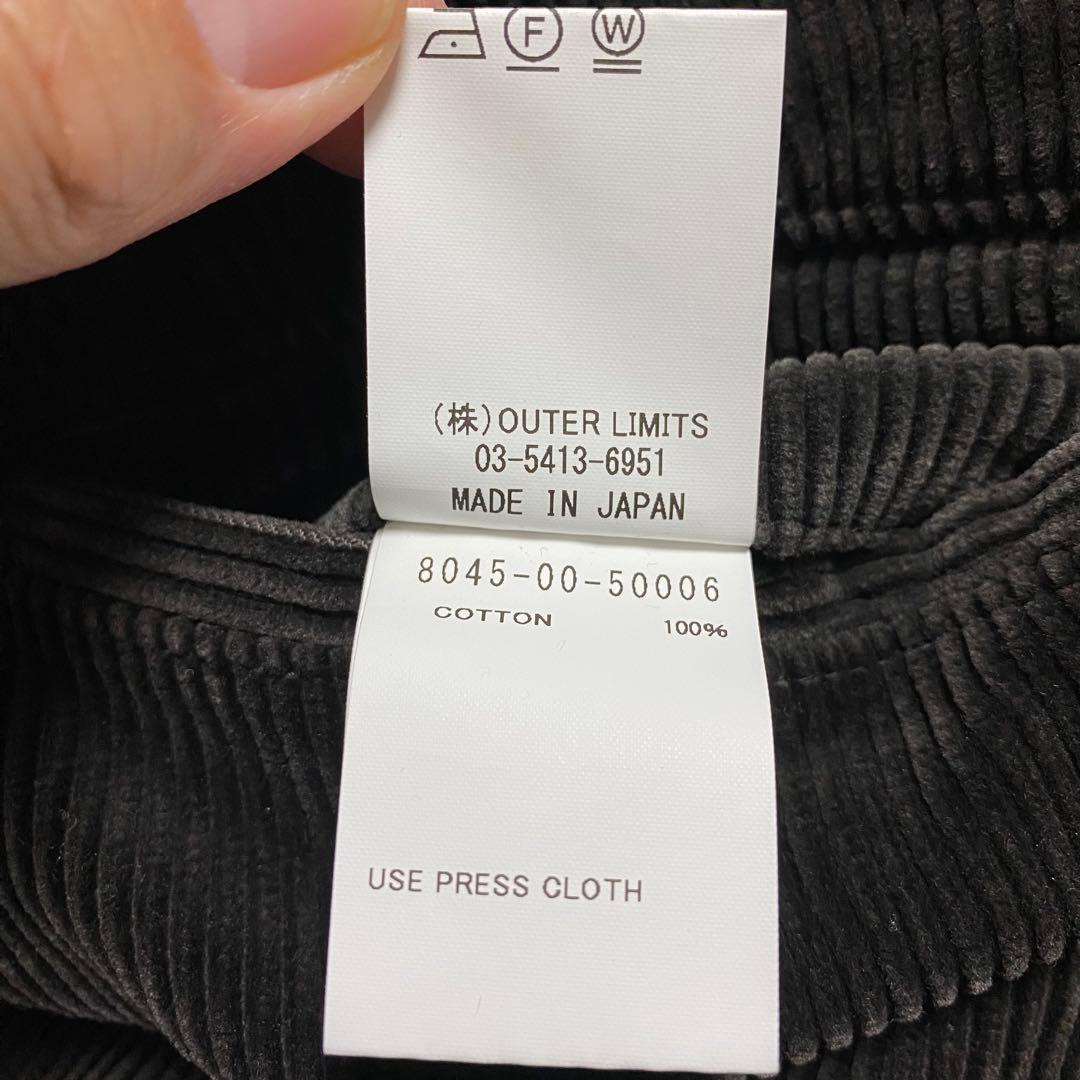 F W
(株)OUTER LIMITS
03-5413-6951
MADE IN JAPAN
8045-00-50006
COTTON 100%
USE PRESS CLOTH